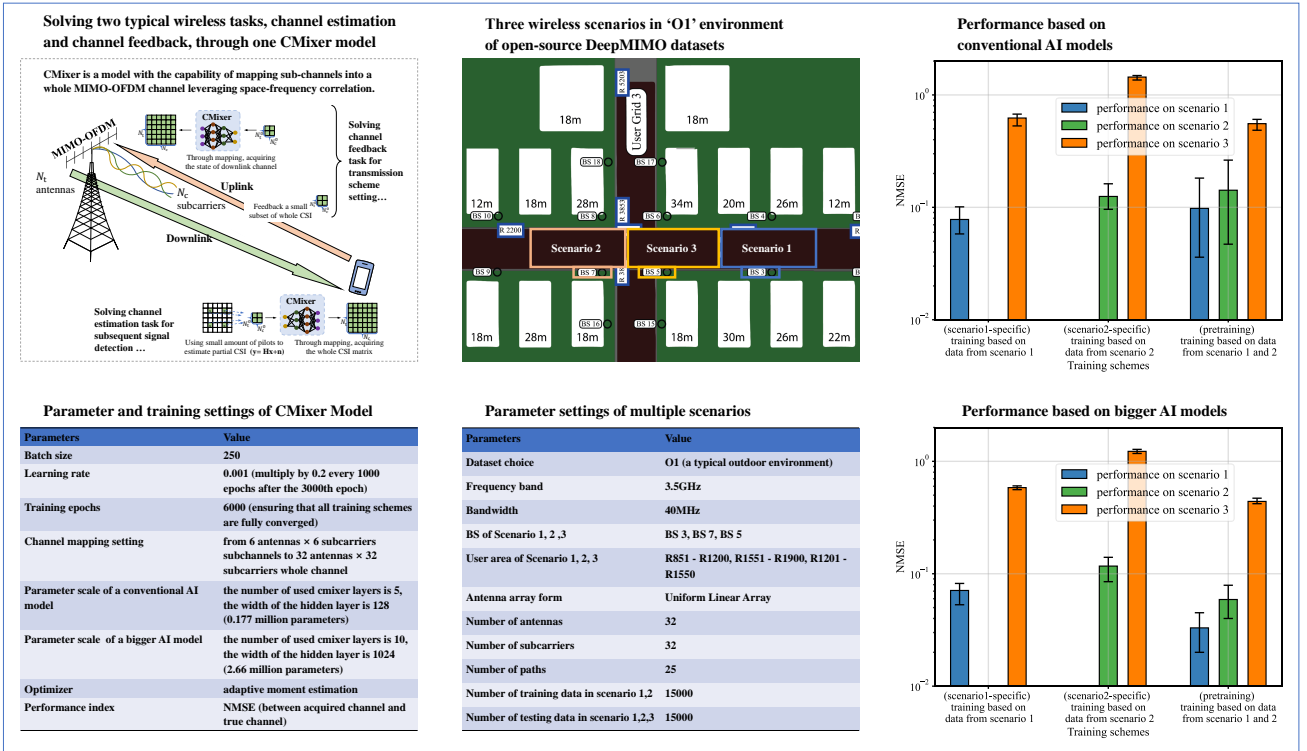 Solving two typical wireless tasks, channel estimation
and channel feedback, through one CMixer model
CMixer is a model with the capability of mapping sub-channels into a
whole MIMO-OFDM channel leveraging space-frequency correlation.
MIMO-OFDM
CMixer
Through mapping, acquiring
the state of downlink channel
Solving
channel
feedback
task for
transmission
scheme
setting…
Nt
antennas
Nc
subcarriers
Uplink
Feedback a small
subset of whole CSI
Downlink
Solving channel
estimation task for
subsequent signal
detection …
CMixer
Using small amount of pilots to
estimate partial CSI (y= Hx+n)
Through mapping, acquiring
the whole CSI matrix
Three wireless scenarios in ‘O1’ environment
of open-source DeepMIMO datasets
R 5203
User Grid 3
18m
18m
BS 18
BS 17
12m
18m
28m
34m
20m
26m
12m
R 3853
BS 10
BS 8
BS 6
BS 4
R 2200
Scenario 2
Scenario 3
Scenario 1
BS 9
BS 7
BS 5
BS 3
BS 16
BS 15
18m
28m
18m
18m
30m
26m
22m
Performance based on
conventional AI models
10⁰
10⁻¹
10⁻²
NMSE
performance on scenario 1
performance on scenario 2
performance on scenario 3
(scenario1-specific)
training based on
data from scenario 1
(scenario2-specific)
training based on
data from scenario 2
(pretraining)
training based on data
from scenario 1 and 2
Training schemes
Parameter and training settings of CMixer Model
Parameters Value
Batch size 250
Learning rate 0.001 (multiply by 0.2 every 1000
epochs after the 3000th epoch)
Training epochs 6000 (ensuring that all training schemes
are fully converged)
Channel mapping setting from 6 antennas × 6 subcarriers
subchannels to 32 antennas × 32
subcarriers whole channel
Parameter scale of a conventional AI the number of used cmixer layers is 5,
model the width of the hidden layer is 128
(0.177 million parameters)
Parameter scale of a bigger AI model the number of used cmixer layers is 10,
the width of the hidden layer is 1024
(2.66 million parameters)
Optimizer adaptive moment estimation
Performance index NMSE (between acquired channel and
true channel)
Parameter settings of multiple scenarios
Parameters Value
Dataset choice O1 (a typical outdoor environment)
Frequency band 3.5GHz
Bandwidth 40MHz
BS of Scenario 1, 2 ,3 BS 3, BS 7, BS 5
User area of Scenario 1, 2, 3 R851 - R1200, R1551 - R1900, R1201 -
R1550
Antenna array form Uniform Linear Array
Number of antennas 32
Number of subcarriers 32
Number of paths 25
Number of training data in scenario 1,2 15000
Number of testing data in scenario 1,2,3 15000
Performance based on bigger AI models
10⁰
10⁻¹
10⁻²
NMSE
performance on scenario 1
performance on scenario 2
performance on scenario 3
(scenario1-specific)
training based on
data from scenario 1
(scenario2-specific)
training based on
data from scenario 2
(pretraining)
training based on data
from scenario 1 and 2
Training schemes